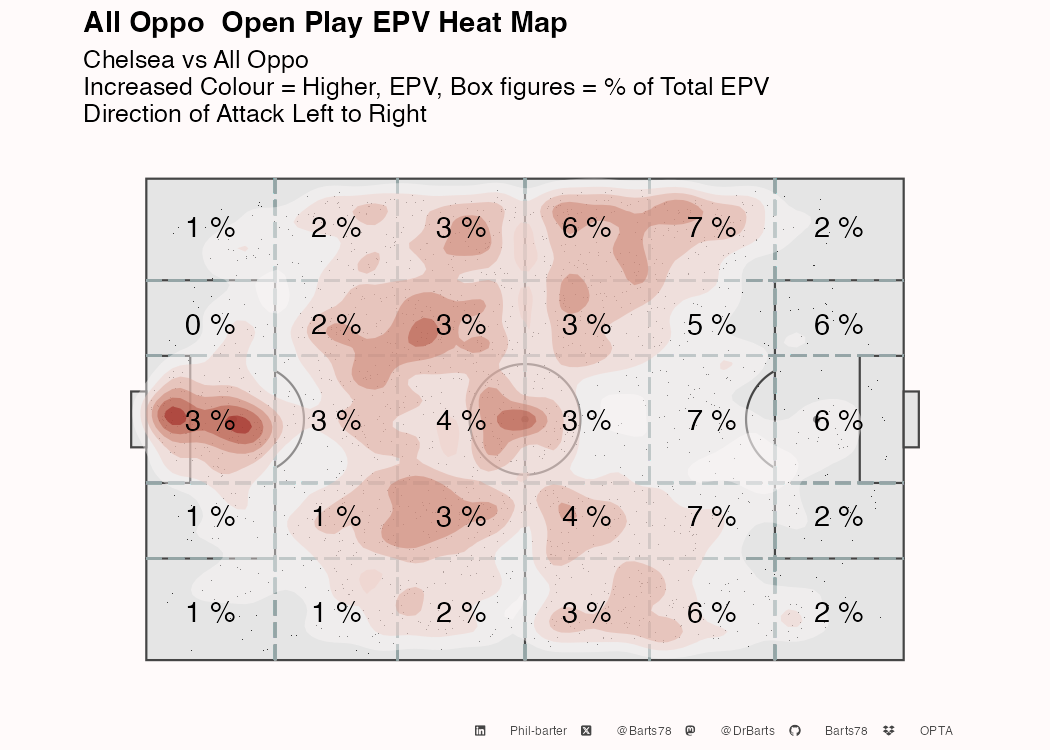 All Oppo  Open Play EPV Heat Map
Chelsea vs All Oppo
Increased Colour = Higher, EPV, Box figures = % of Total EPV
Direction of Attack Left to Right
1 % 2 % 3 % 6 % 7 % 2 %
0 % 2 % 3 % 3 % 5 % 6 %
3 % 3 % 4 % 3 % 7 % 6 %
1 % 1 % 3 % 4 % 7 % 2 %
1 % 1 % 2 % 3 % 6 % 2 %
Phil-barter @Barts78 @DrBarts Barts78 OPTA